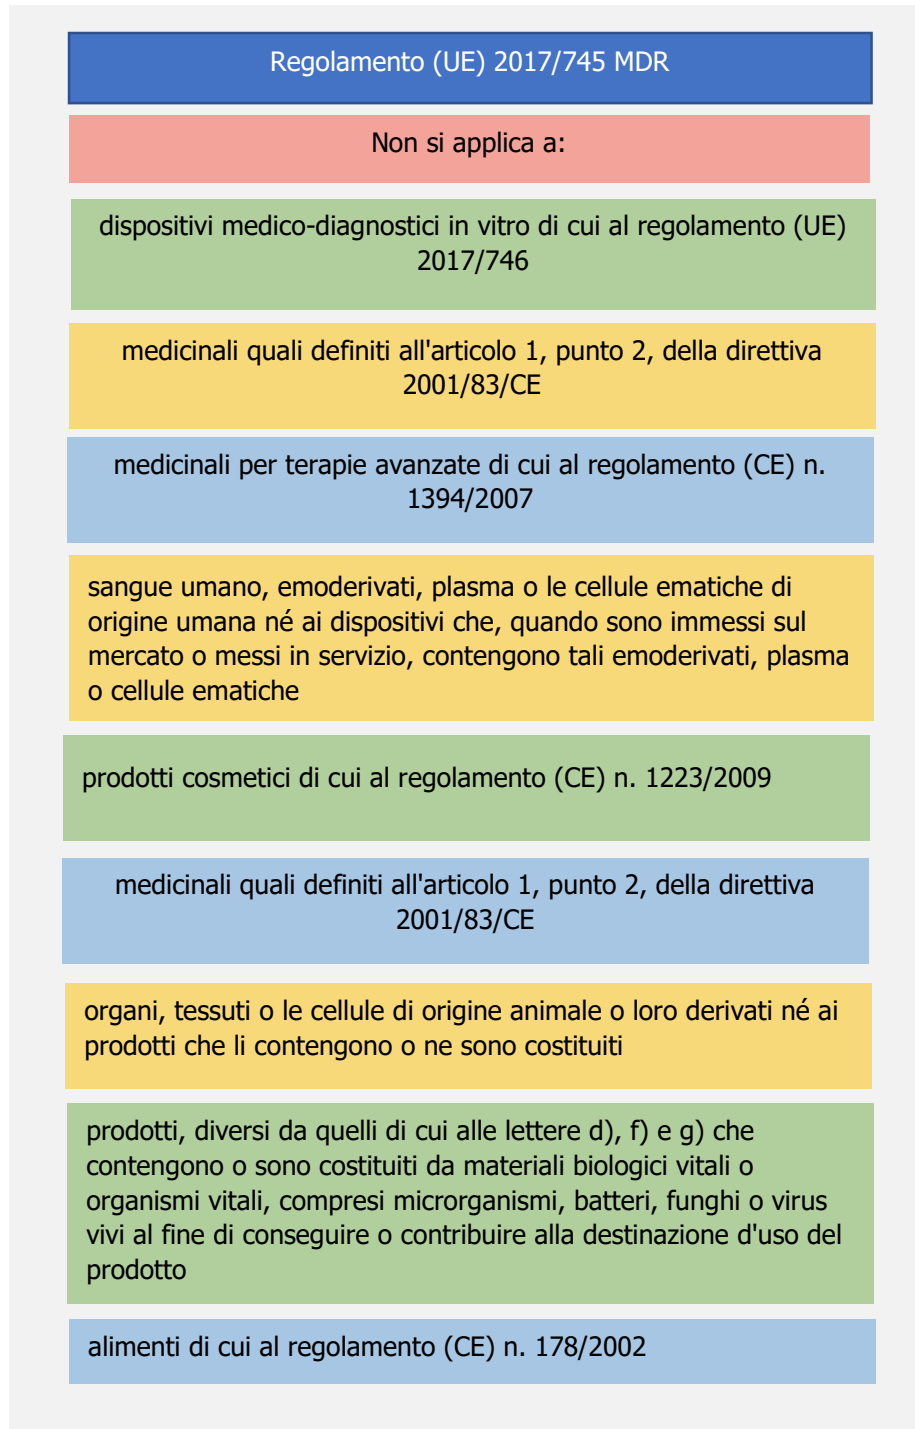 Regolamento (UE) 2017/745 MDR
Non si applica a:
dispositivi medico-diagnostici in vitro di cui al regolamento (UE)
2017/746
medicinali quali definiti all'articolo 1, punto 2, della direttiva
2001/83/CE
medicinali per terapie avanzate di cui al regolamento (CE) n.
1394/2007
sangue umano, emoderivati, plasma o le cellule ematiche di
origine umana né ai dispositivi che, quando sono immessi sul
mercato o messi in servizio, contengono tali emoderivati, plasma
o cellule ematiche
prodotti cosmetici di cui al regolamento (CE) n. 1223/2009
medicinali quali definiti all'articolo 1, punto 2, della direttiva
2001/83/CE
organi, tessuti o le cellule di origine animale o loro derivati né ai
prodotti che li contengono o ne sono costituiti
prodotti, diversi da quelli di cui alle lettere d), f) e g) che
contengono o sono costituiti da materiali biologici vitali o
organismi vitali, compresi microrganismi, batteri, funghi o virus
vivi al fine di conseguire o contribuire alla destinazione d'uso del
prodotto
alimenti di cui al regolamento (CE) n. 178/2002